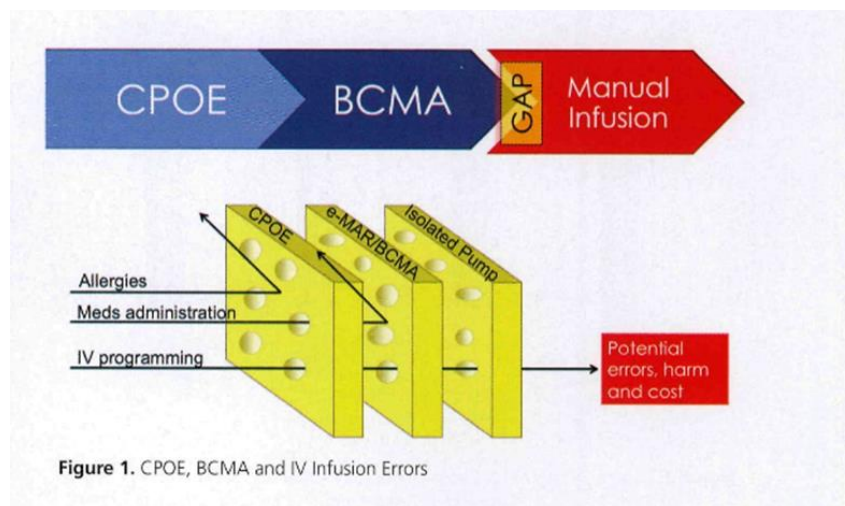 CPOE
BCMA
GAP
Manual
Infusion
CPOE
e-MAR/BCMA
Isolated Pump
Allergies
Meds administration
IV programming
Potential
errors, harm
and cost
Figure 1. CPOE, BCMA and IV Infusion Errors